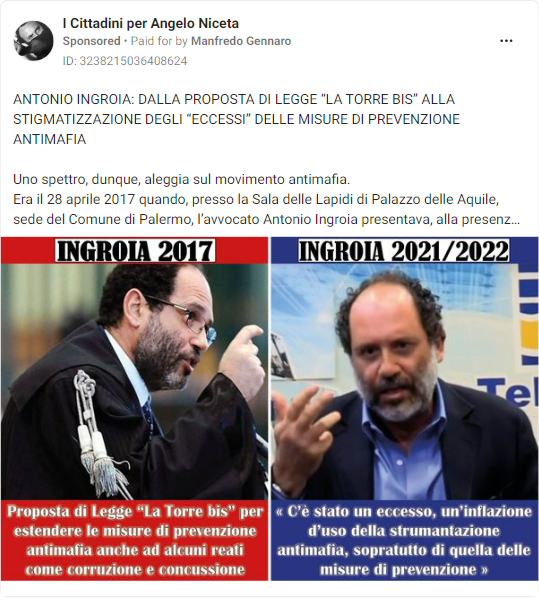 I Cittadini per Angelo Niceta
Sponsored • Paid for by Manfredo Gennaro
ID: 3238215036408624
ANTONIO INGROIA: DALLA PROPOSTA DI LEGGE “LA TORRE BIS” ALLA
STIGMATIZZAZIONE DEGLI “ECCESSI” DELLE MISURE DI PREVENZIONE
ANTIMAFIA
Uno spettro, dunque, aleggia sul movimento antimafia.
Era il 28 aprile 2017 quando, presso la Sala delle Lapidi di Palazzo delle Aquile,
sede del Comune di Palermo, l’avvocato Antonio Ingroia presentava, alla presenz...
INGROIA 2017
Proposta di Legge “La Torre bis” per
estendere le misure di prevenzione
antimafia anche ad alcuni reati
come corruzione e concussione
INGROIA 2021/2022
Tel
« C’è stato un eccesso, un’inflazione
d’uso della strumantazione
antimafia, sopratutto di quella delle
misure di prevenzione »